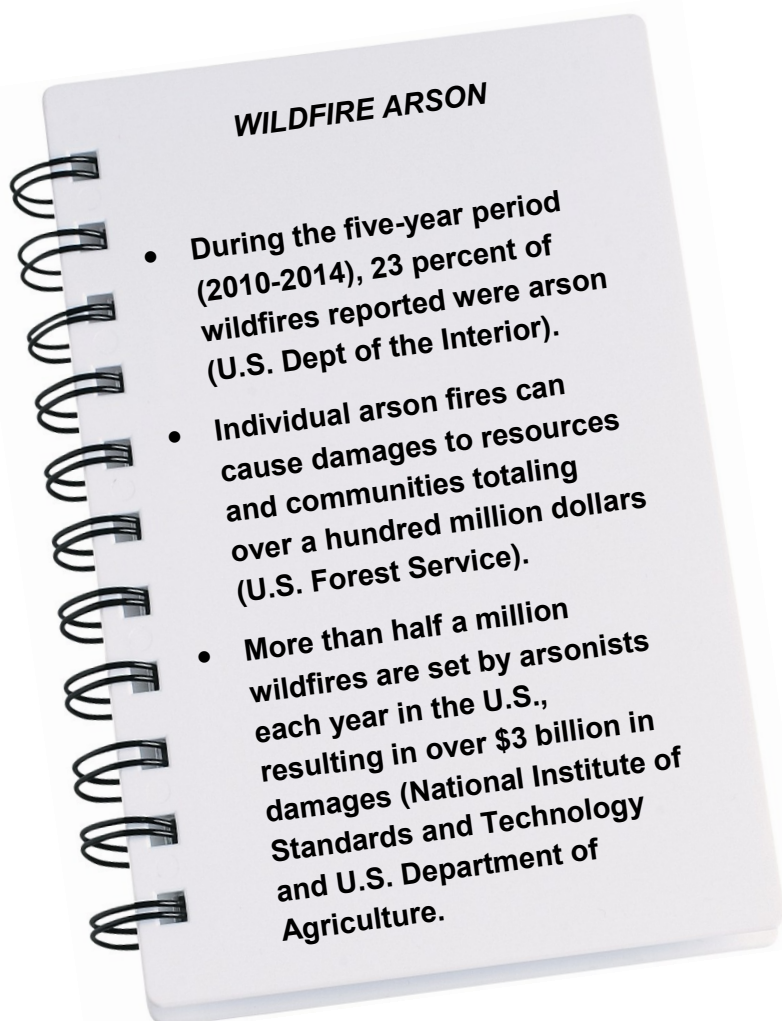 WILDFIRE ARSON
• During the five-year period
(2010-2014), 23 percent of
wildfires reported were arson
(U.S. Dept of the Interior).
• Individual arson fires can
cause damages to resources
and communities totaling
over a hundred million dollars
(U.S. Forest Service).
• More than half a million
wildfires are set by arsonists
each year in the U.S.,
resulting in over $3 billion in
damages (National Institute of
Standards and Technology
and U.S. Department of
Agriculture.